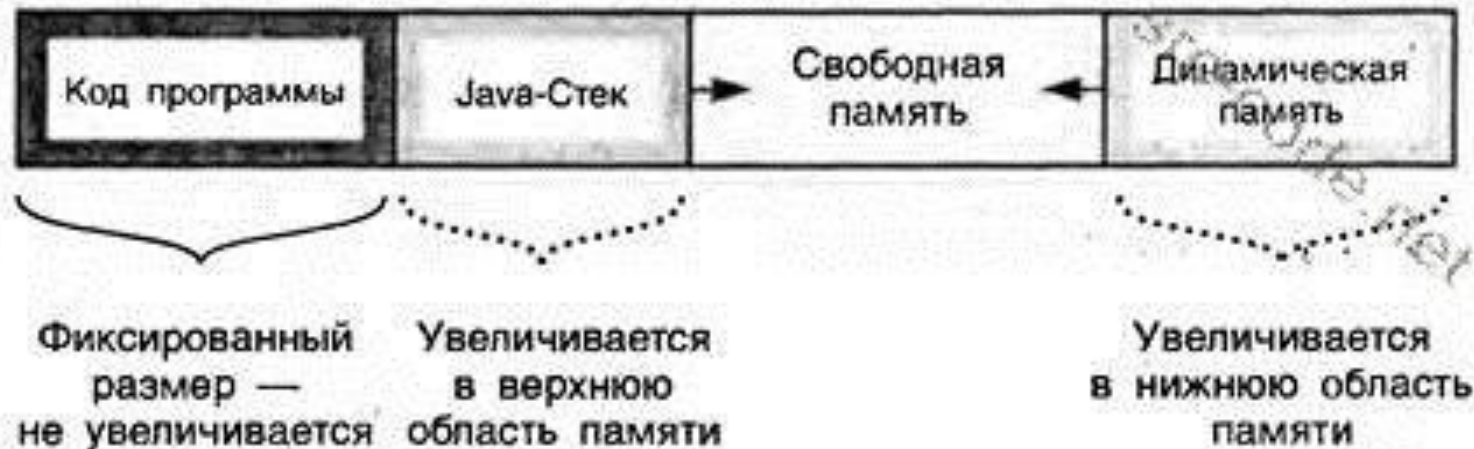 Код программы
Java-Стек
Свободная
память
Динамическая
память
Фиксированный
размер —
не увеличивается
Увеличивается
в верхнюю
область памяти
Увеличивается
в нижнюю область
памяти